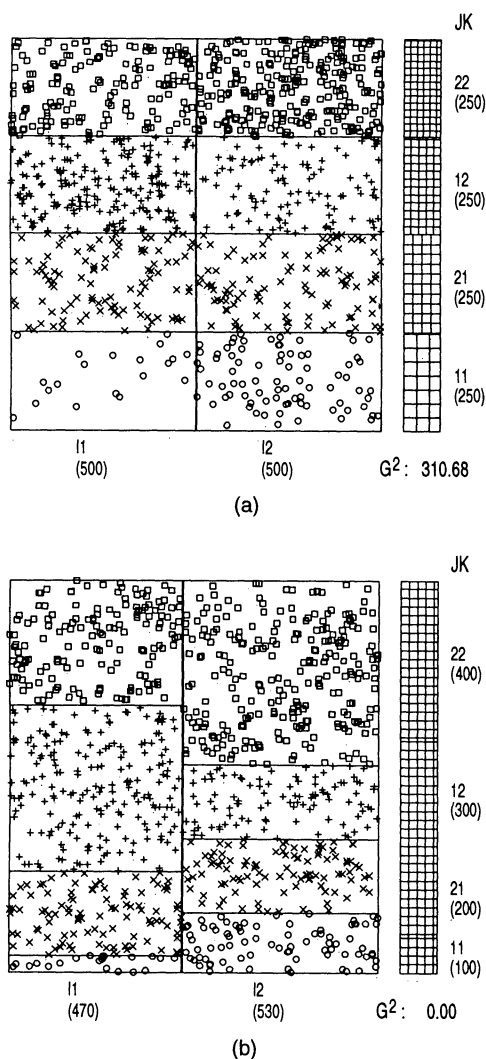 JK
22
(250)
12
(250)
21
(250)
11
(250)
I1
(500)
I2
(500)
G²: 310.68
(a)
JK
22
(400)
12
(300)
21
(200)
11
(100)
I1
(470)
I2
(530)
G²: 0.00
(b)